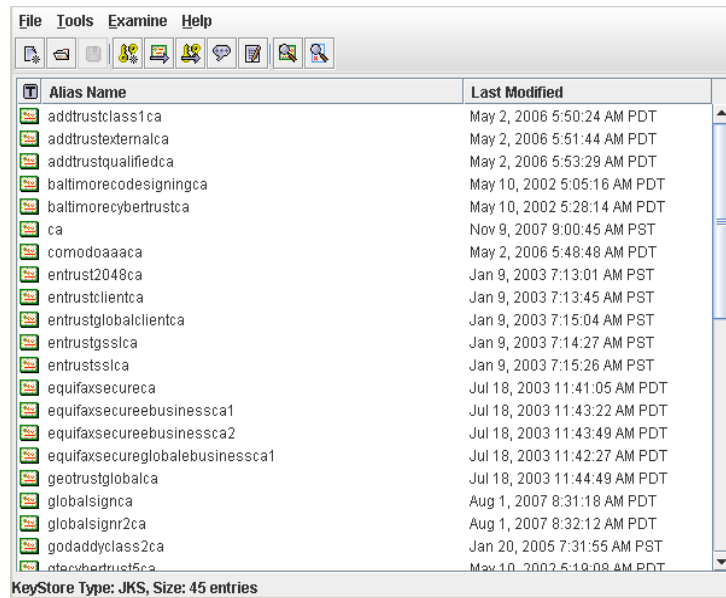 File Tools Examine Help
T Alias Name Last Modified
addtrustclass1ca May 2, 2006 5:50:24 AM PDT
addtrustexternalca May 2, 2006 5:51:44 AM PDT
addtrustqualifiedca May 2, 2006 5:53:29 AM PDT
baltimorecodesigningca May 10, 2002 5:05:16 AM PDT
baltimorecybertrustca May 10, 2002 5:28:14 AM PDT
ca Nov 9, 2007 9:00:45 AM PST
comodoaaaca May 2, 2006 5:48:48 AM PDT
entrust2048ca Jan 9, 2003 7:13:01 AM PST
entrustclientca Jan 9, 2003 7:13:45 AM PST
entrustglobalclientca Jan 9, 2003 7:15:04 AM PST
entrustgsslca Jan 9, 2003 7:14:27 AM PST
entrustsslca Jan 9, 2003 7:15:26 AM PST
equifaxsecureca Jul 18, 2003 11:41:05 AM PDT
equifaxsecureebusinessca1 Jul 18, 2003 11:43:22 AM PDT
equifaxsecureebusinessca2 Jul 18, 2003 11:43:49 AM PDT
equifaxsecureglobalebusinessca1 Jul 18, 2003 11:42:27 AM PDT
geotrustglobalca Jul 18, 2003 11:44:49 AM PDT
globalsignca Aug 1, 2007 8:31:18 AM PDT
globalsignr2ca Aug 1, 2007 8:32:12 AM PDT
godaddyclass2ca Jan 20, 2005 7:31:55 AM PST
gtecybertrust5ca May 10, 2002 5:19:08 AM PDT
KeyStore Type: JKS, Size: 45 entries